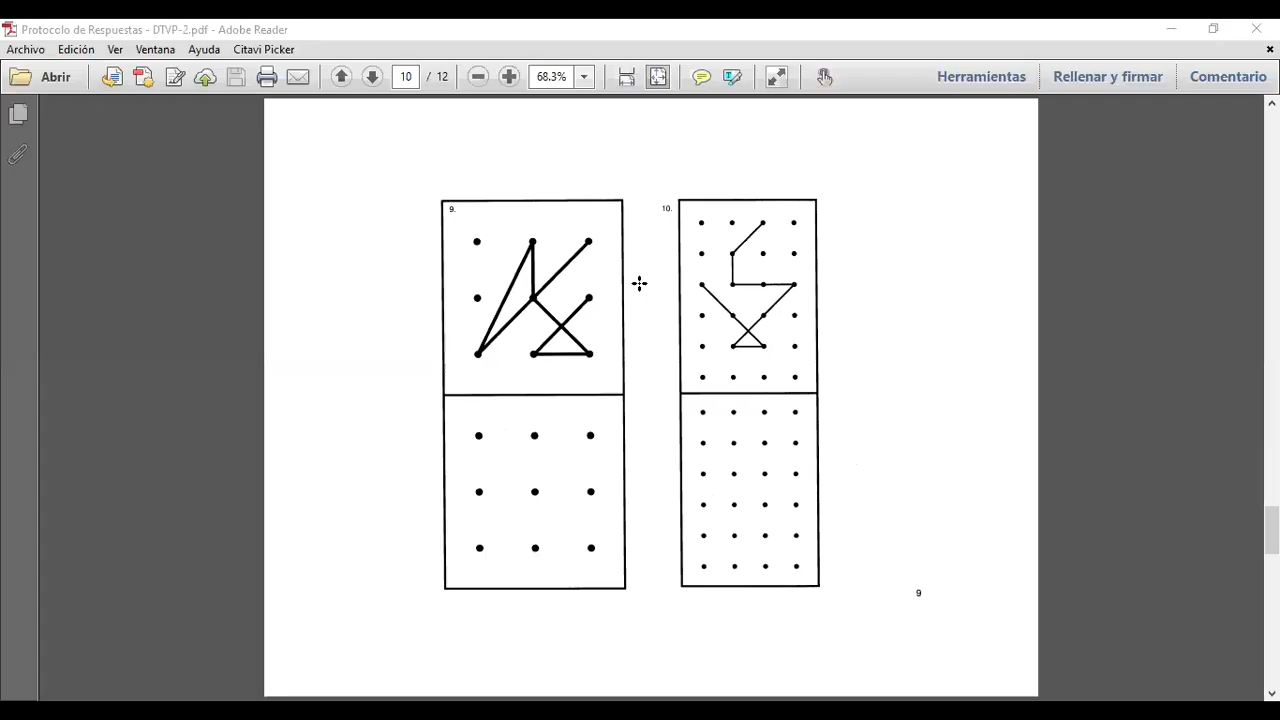 Protocolo de Respuestas - DTVP-2.pdf - Adobe Reader
Archivo Edición Ver Ventana Ayuda Citavi Picker
Abrir 10 / 12 68.3% Herramientas Rellenar y firmar Comentario
9. 10.
9